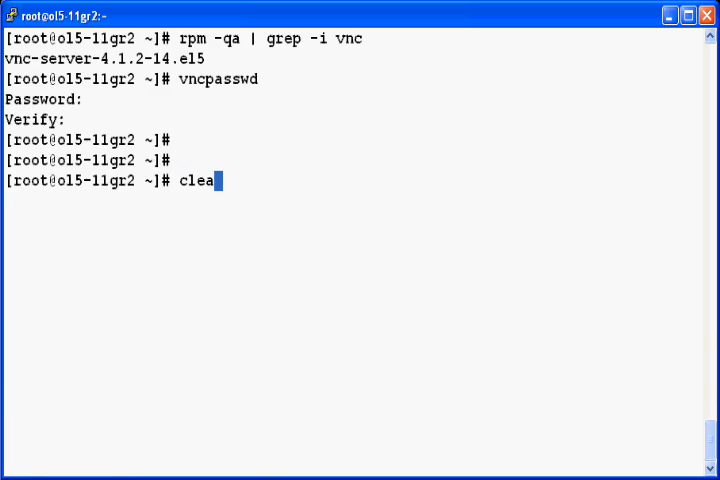 root@ol5-11gr2:~
[root@ol5-11gr2 ~]# rpm -qa | grep -i vnc
vnc-server-4.1.2-14.el5
[root@ol5-11gr2 ~]# vncpasswd
Password:
Verify:
[root@ol5-11gr2 ~]#
[root@ol5-11gr2 ~]#
[root@ol5-11gr2 ~]# clea